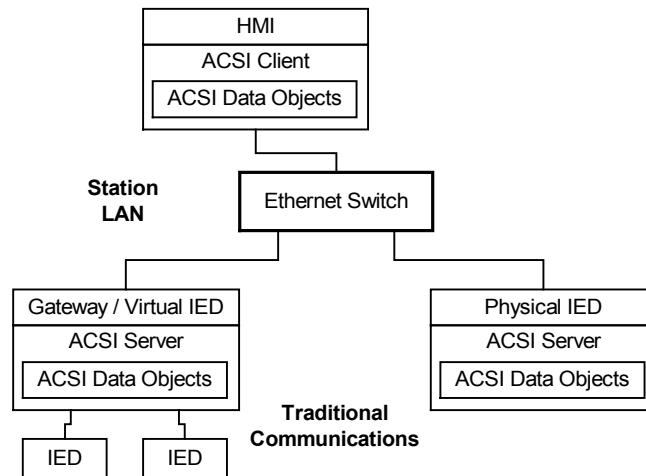 HMI
ACSI Client
ACSI Data Objects
Station
LAN
Ethernet Switch
Gateway / Virtual IED
ACSI Server
ACSI Data Objects
Physical IED
ACSI Server
ACSI Data Objects
Traditional
Communications
IED
IED